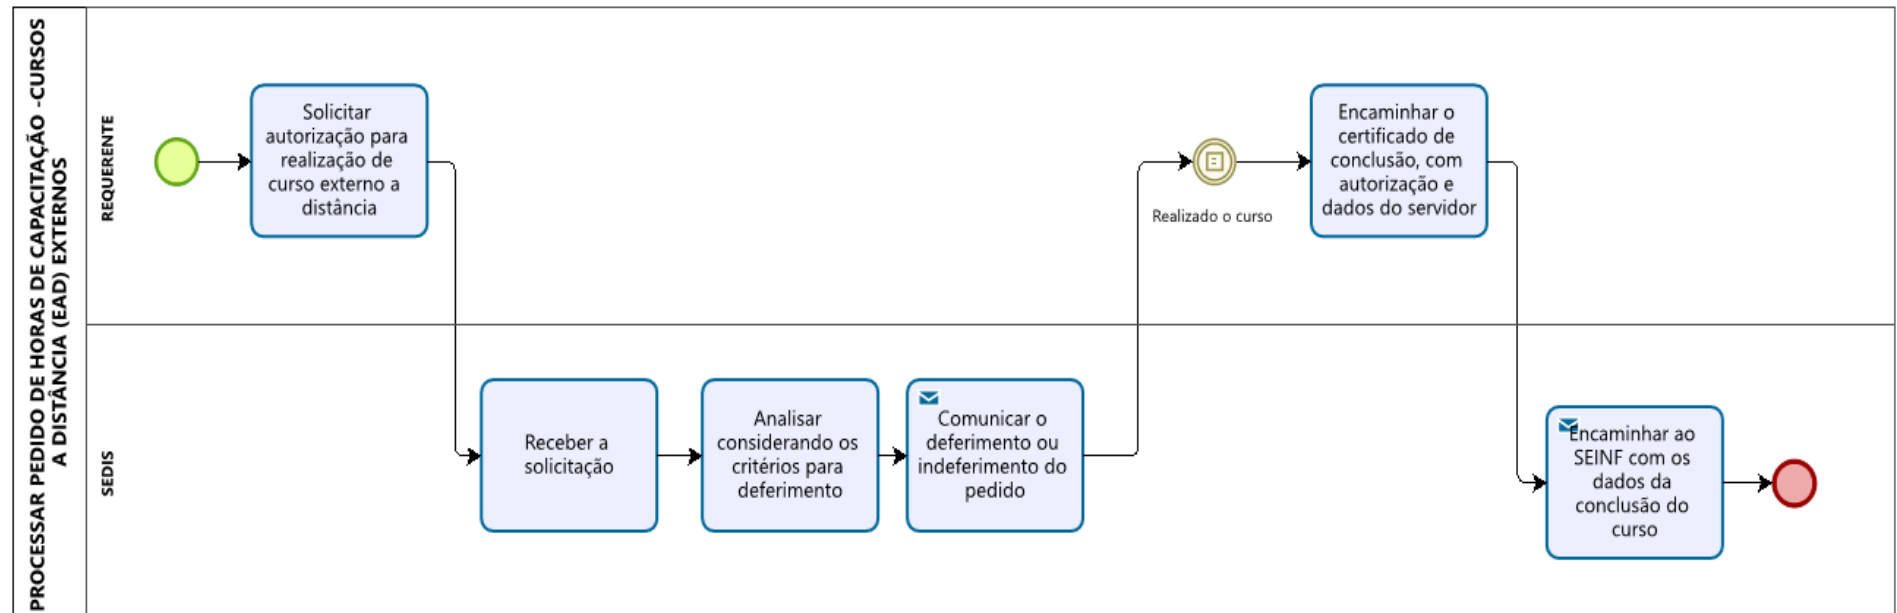 PROCESSAR PEDIDO DE HORAS DE CAPACITAÇÃO -CURSOS
A DISTÂNCIA (EAD) EXTERNOS
REQUERENTE
Solicitar
autorização para
realização de
curso externo a
distância
Realizado o curso
Encaminhar o
certificado de
conclusão, com
autorização e
dados do servidor
SEDIS
Receber a
solicitação
Analisar
considerando os
critérios para
deferimento
Comunicar o
deferimento ou
indeferimento do
pedido
Encaminhar ao
SEINF com os
dados da
conclusão do
curso